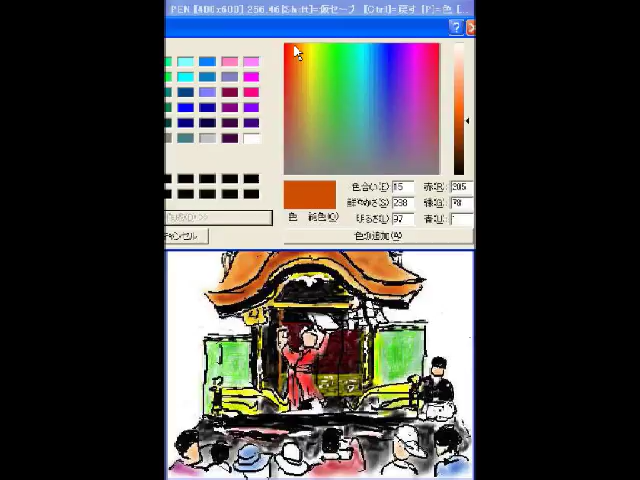 PEN [400x600] 256.46 [Shift]=仮セーブ 【Ctrl】=戻す [P]=色 [...
色合い(E) 15 赤(R): 205
鮮やかさ(S) 238 緑(G): 78
色 純色(O) 明るさ(L) 97 青(U):
キャンセル 色の追加(A)